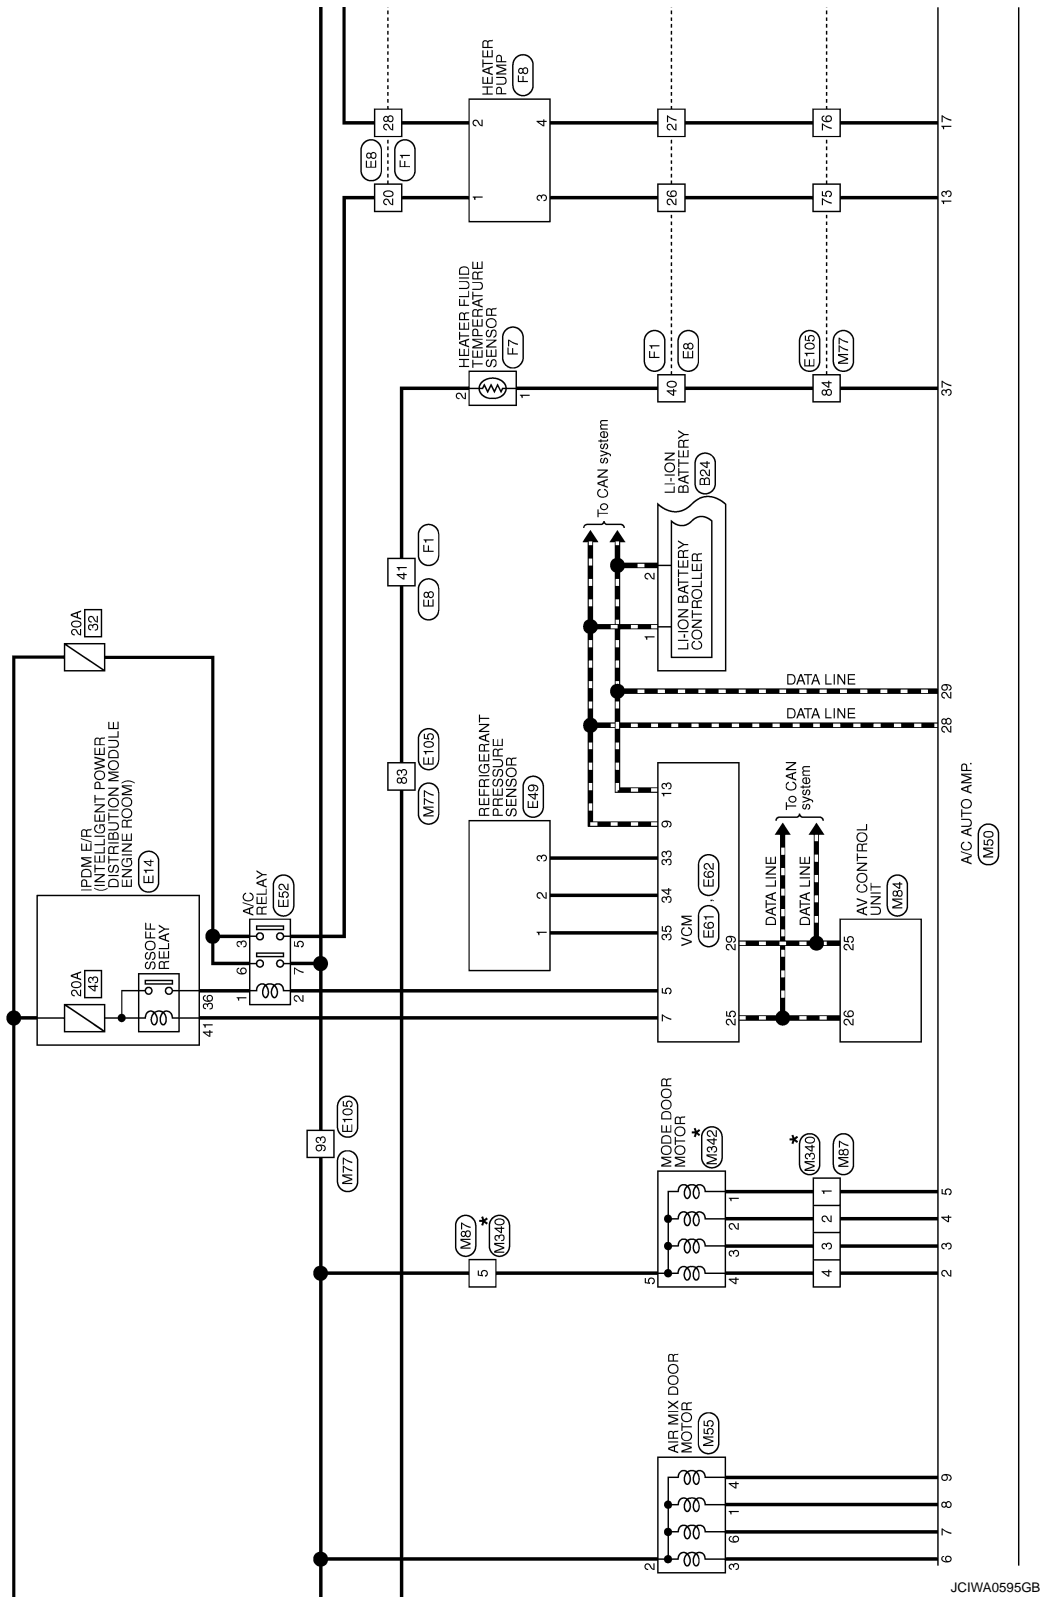 HEATER
PUMP
F8
28
E8
F1
20
2
1
4
3
27
26
76
75
17
13
HEATER FLUID
TEMPERATURE
SENSOR
F7
2
1
F1
E8
40
E105
M77
84
37
To CAN system
LI-ION
BATTERY
B24
LI-ION BATTERY
CONTROLLER
2
1
41
F1
E8
20A
32
DATA LINE
29
DATA LINE
28
83
E105
M77
REFRIGERANT
PRESSURE
SENSOR
E49
3
2
1
IPDM E/R
(INTELLIGENT POWER
DISTRIBUTION MODULE
ENGINE ROOM)
E14
20A
43
SSOFF
RELAY
36
41
A/C
RELAY
E52
3
5
6
7
1
2
13
9
33
34
35
5
7
VCM
E61 , E62
29
25
To CAN
system
DATA LINE
DATA LINE
AV CONTROL
UNIT
M84
25
26
A/C AUTO AMP.
M50
93
E105
M77
M87
*
M340
5
MODE DOOR
MOTOR
*
M342
5
1
2
3
4
*
M340
M87
1
2
3
4
5
4
3
2
AIR MIX DOOR
MOTOR
M55
2
4
1
6
3
9
8
7
6
JCIWA0595GB